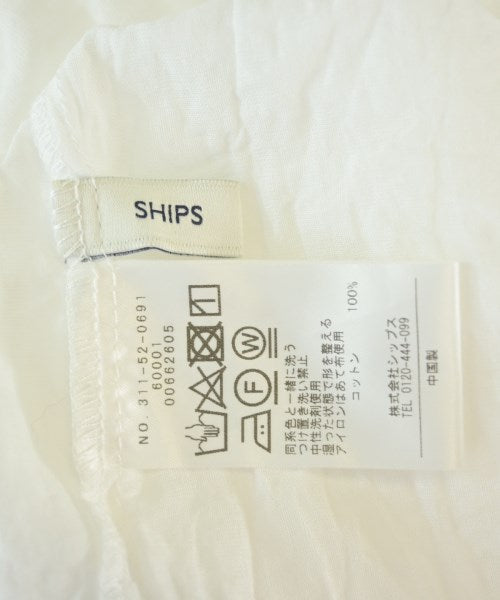 SHIPS
NO. 311-52-0691
60001
00662605
F
W
同系色と一緒に洗う
つけ置き洗い禁止
中性洗剤使用
湿った状態で形を整える
アイロンはあて布使用
コットン 100%
株式会社シップス
TEL 0120-444-099
中国製